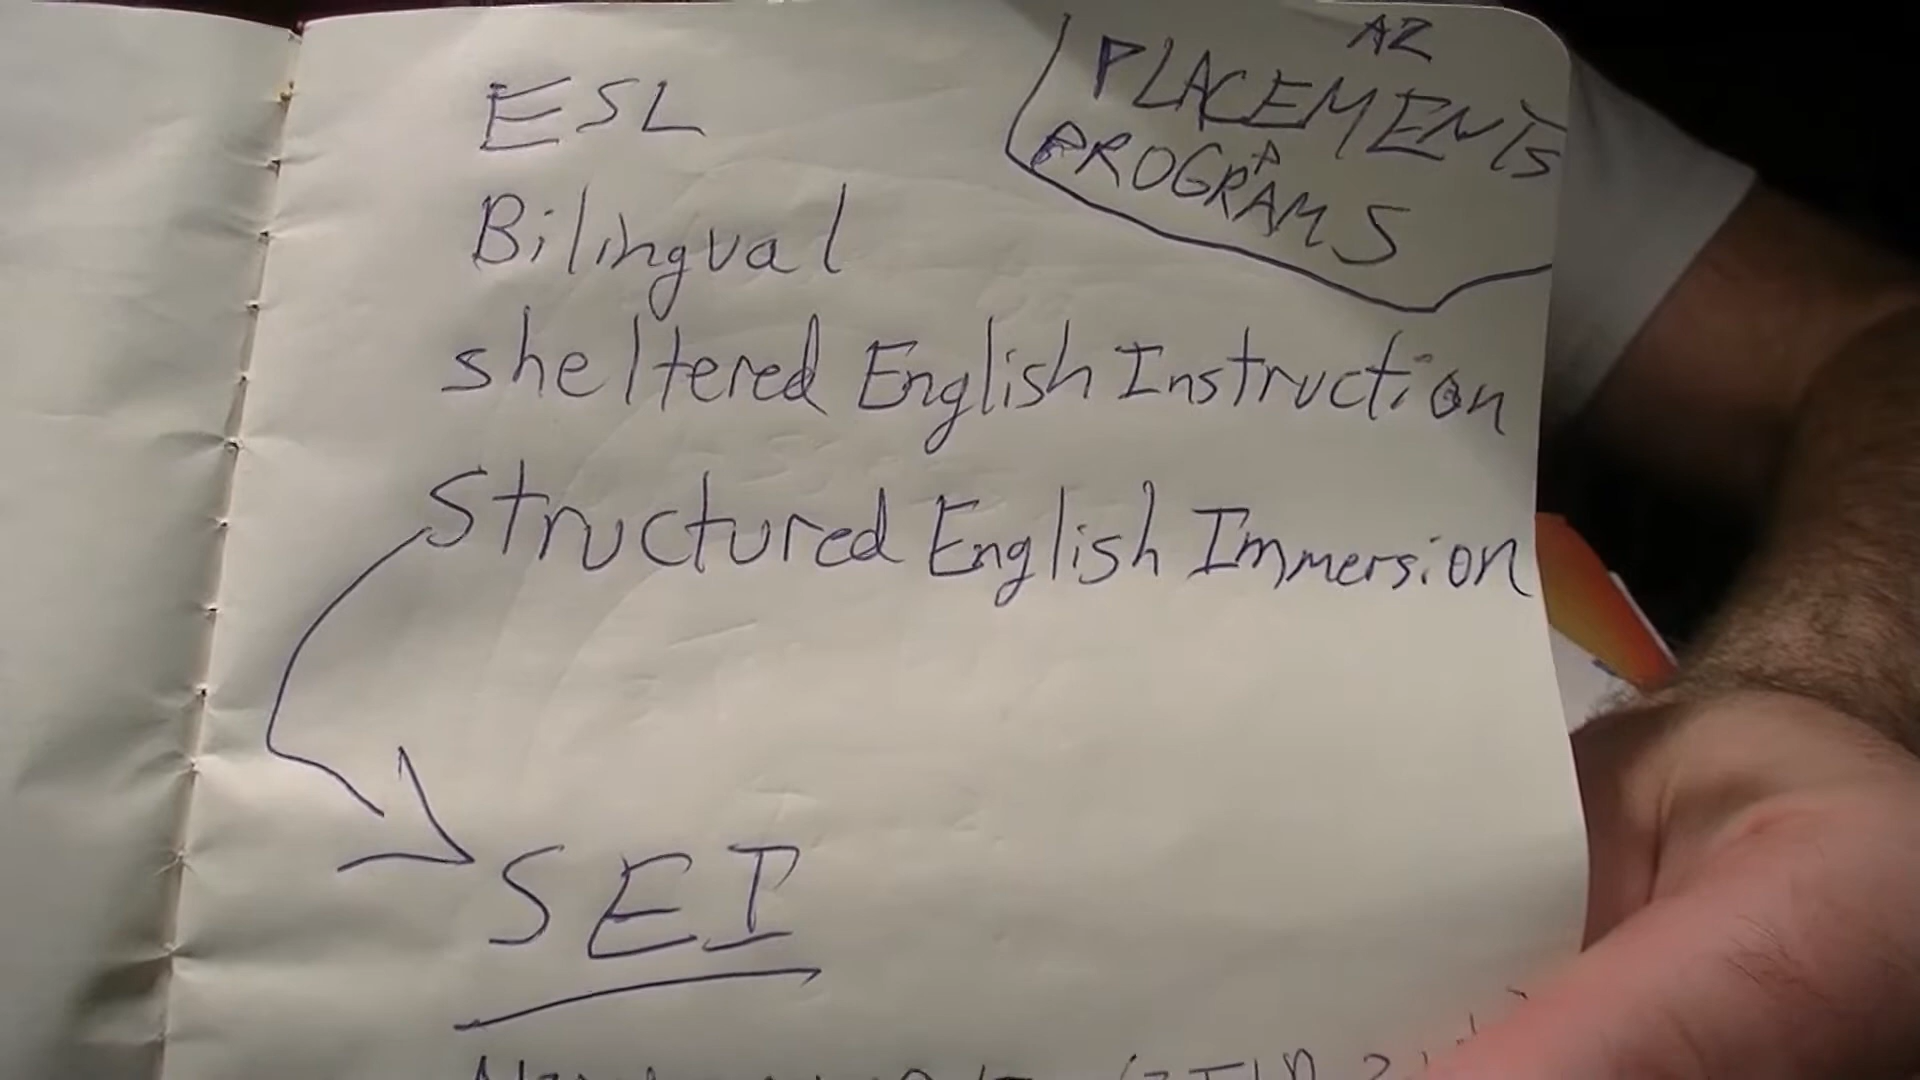 AZ
PLACEMENTS
PROGRAMS
ESL
Bilingual
sheltered English Instruction
Structured English Immersion
SEI